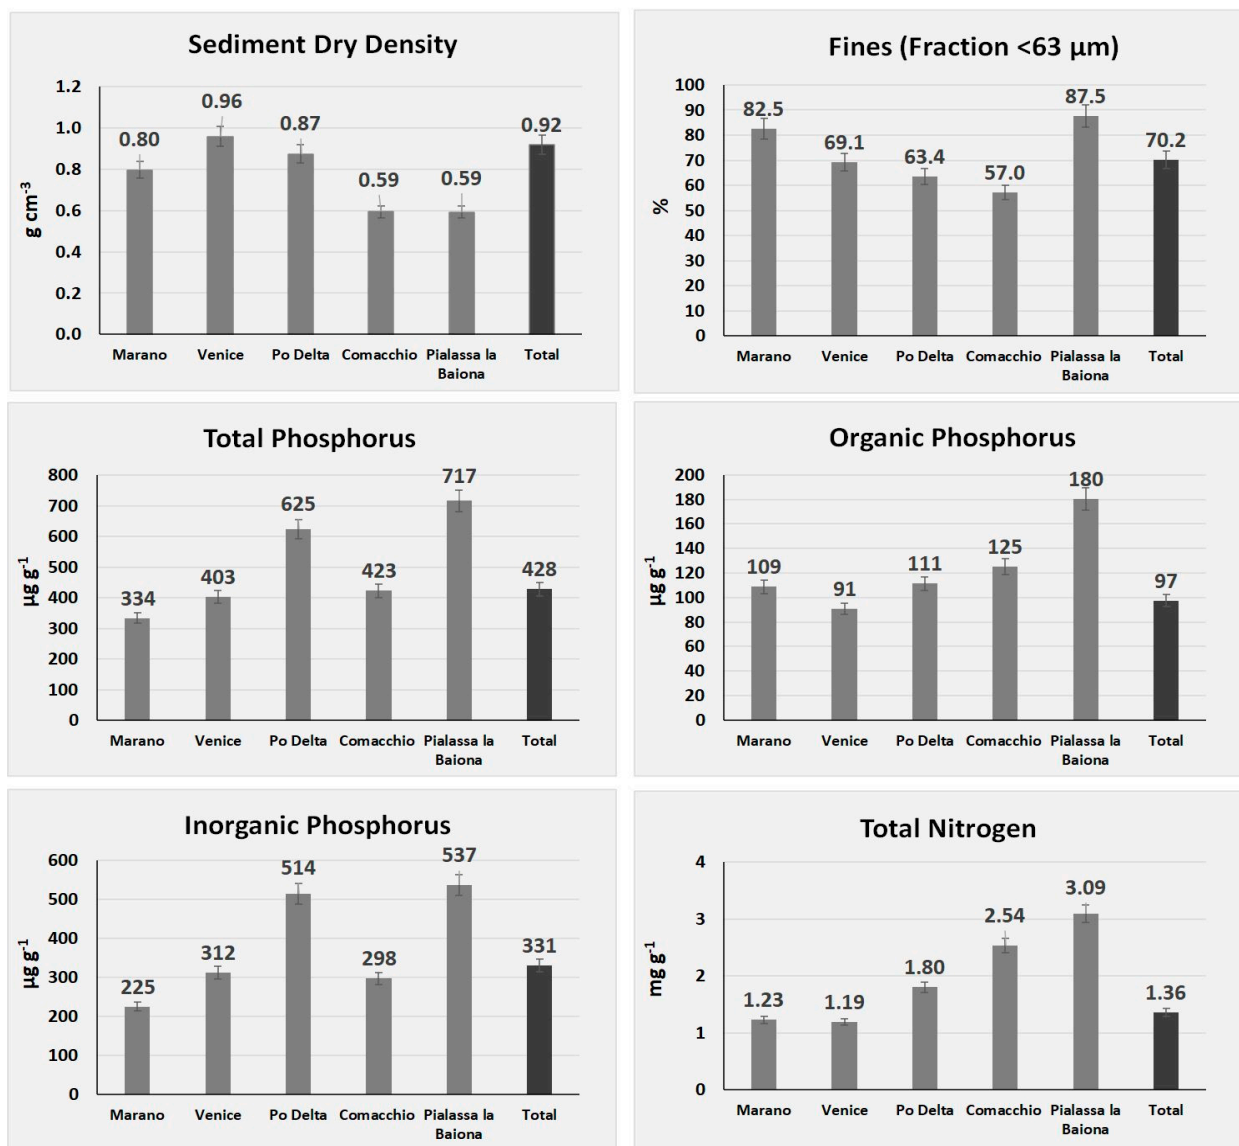 Sediment Dry Density
g cm-3
1.2
1.0
0.8
0.6
0.4
0.2
0.0
0.80
0.96
0.87
0.59
0.59
0.92
Marano
Venice
Po Delta
Comacchio
Pialassa la
Baiona
Total
Fines (Fraction <63 µm)
%
100
90
80
70
60
50
40
30
20
10
0
82.5
69.1
63.4
57.0
87.5
70.2
Marano
Venice
Po Delta
Comacchio
Pialassa la
Baiona
Total
Total Phosphorus
µg g-1
800
700
600
500
400
300
200
100
0
334
403
625
423
717
428
Marano
Venice
Po Delta
Comacchio
Pialassa la
Baiona
Total
Organic Phosphorus
µg g-1
200
180
160
140
120
100
80
60
40
20
0
109
91
111
125
180
97
Marano
Venice
Po Delta
Comacchio
Pialassa la
Baiona
Total
Inorganic Phosphorus
µg g-1
600
500
400
300
200
100
0
225
312
514
298
537
331
Marano
Venice
Po Delta
Comacchio
Pialassa la
Baiona
Total
Total Nitrogen
mg g-1
4
3
2
1
0
1.23
1.19
1.80
2.54
3.09
1.36
Marano
Venice
Po Delta
Comacchio
Pialassa la
Baiona
Total